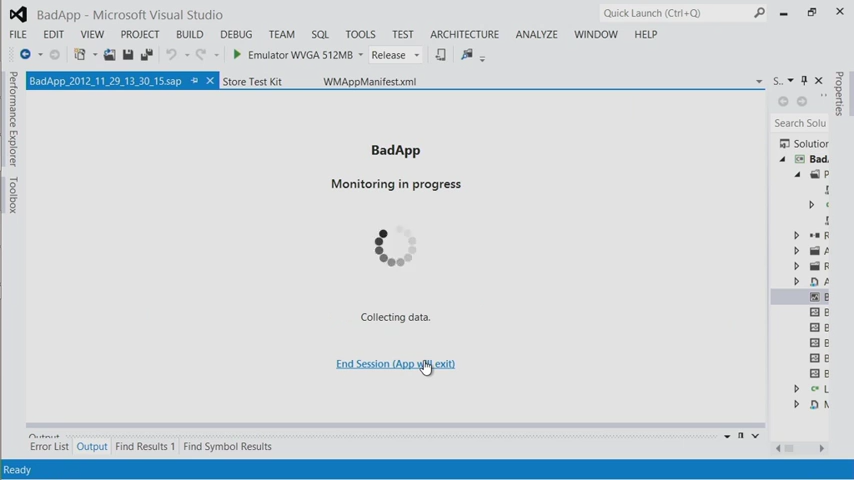 BadApp - Microsoft Visual Studio
Quick Launch (Ctrl+Q)
FILE EDIT VIEW PROJECT BUILD DEBUG TEAM SQL TOOLS TEST ARCHITECTURE ANALYZE WINDOW HELP
Emulator WVGA 512MB Release
BadApp_2012_11_29_13_30_15.sap Store Test Kit WMAppManifest.xml
S..
Performance Explorer
Toolbox
Properties
Search Solu
Solution
BadA
P
R
A
R
A
B
B
B
B
B
B
L
M
BadApp
Monitoring in progress
Collecting data.
End Session (App will exit)
Output
Error List Output Find Results 1 Find Symbol Results
Ready